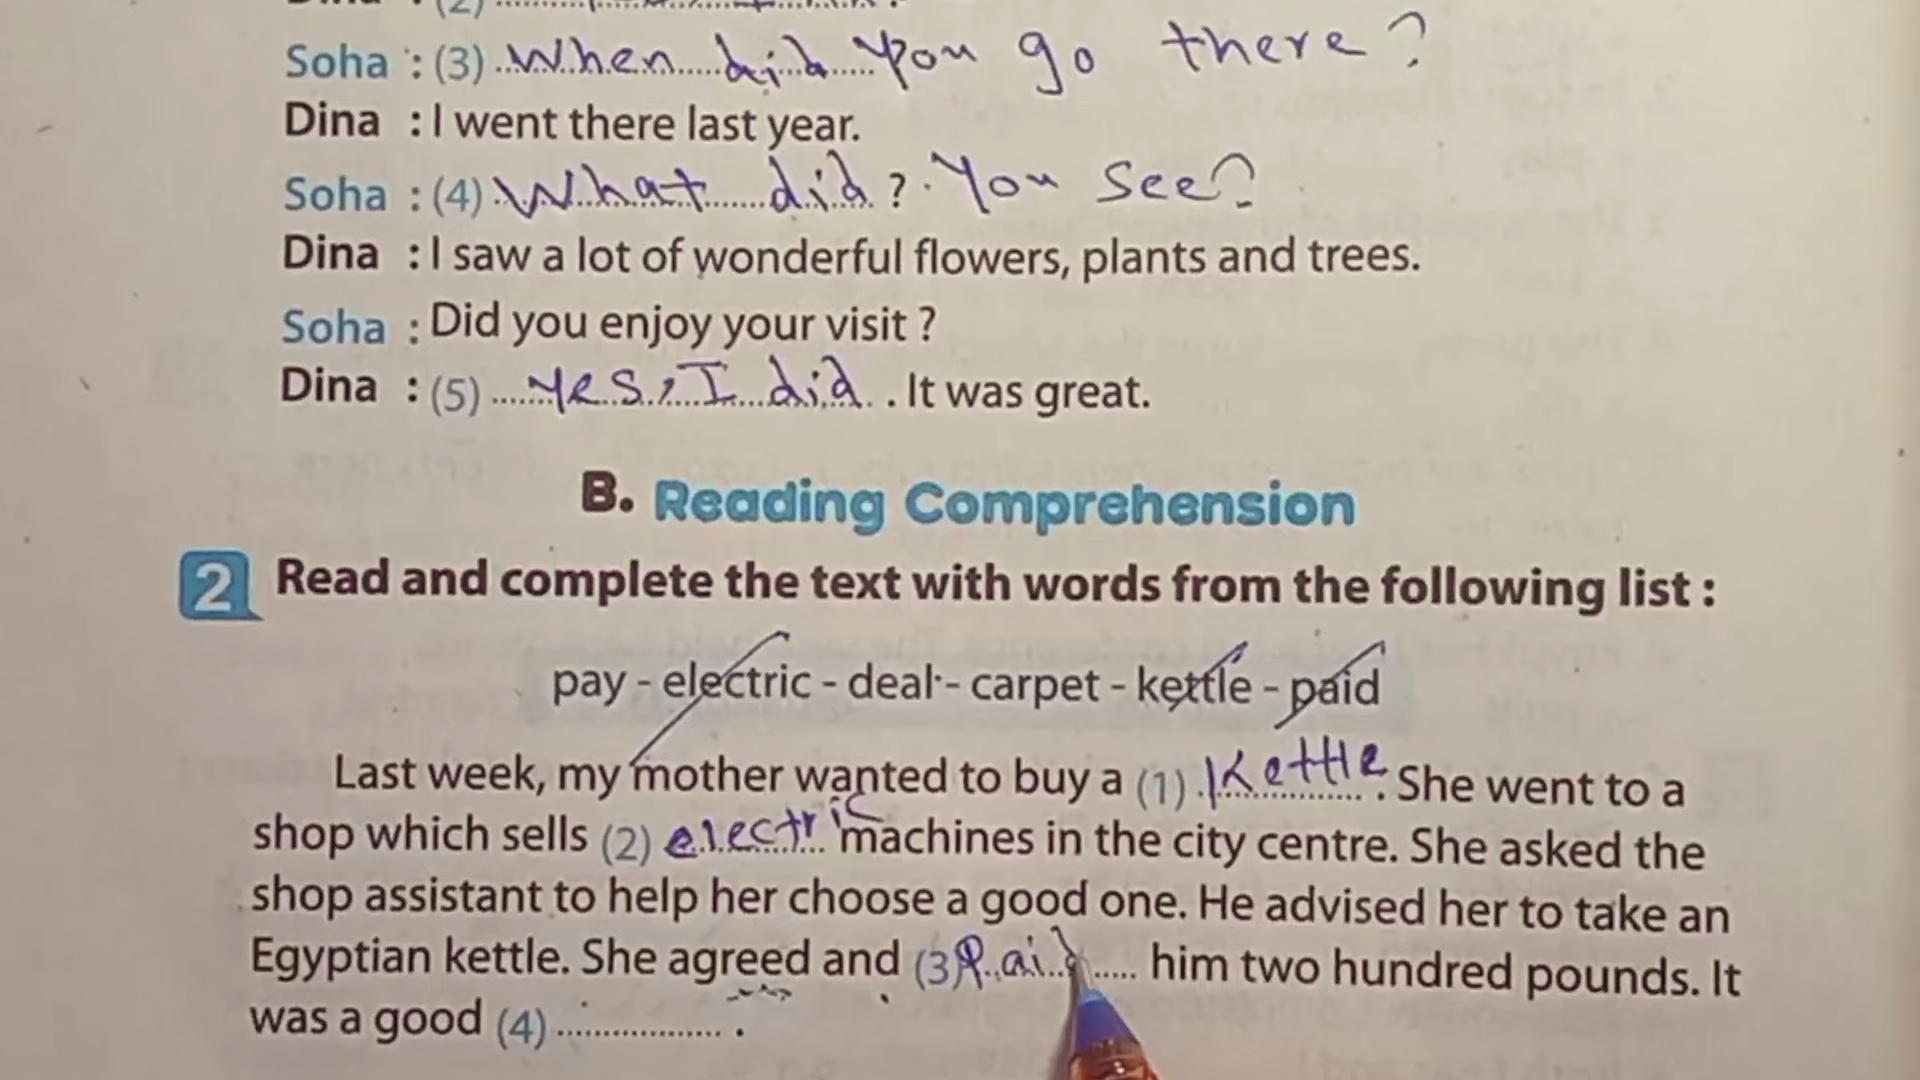 (2)
Soha : (3) When did you go there?
Dina : I went there last year.
Soha : (4) What did ? You see?
Dina : I saw a lot of wonderful flowers, plants and trees.
Soha : Did you enjoy your visit ?
Dina : (5) Yes, I did . It was great.
B. Reading Comprehension
2 Read and complete the text with words from the following list :
pay - electric - deal - carpet - kettle - paid
Last week, my mother wanted to buy a (1) Kettle . She went to a
shop which sells (2) electric machines in the city centre. She asked the
shop assistant to help her choose a good one. He advised her to take an
Egyptian kettle. She agreed and (3) Paid him two hundred pounds. It
was a good (4) .